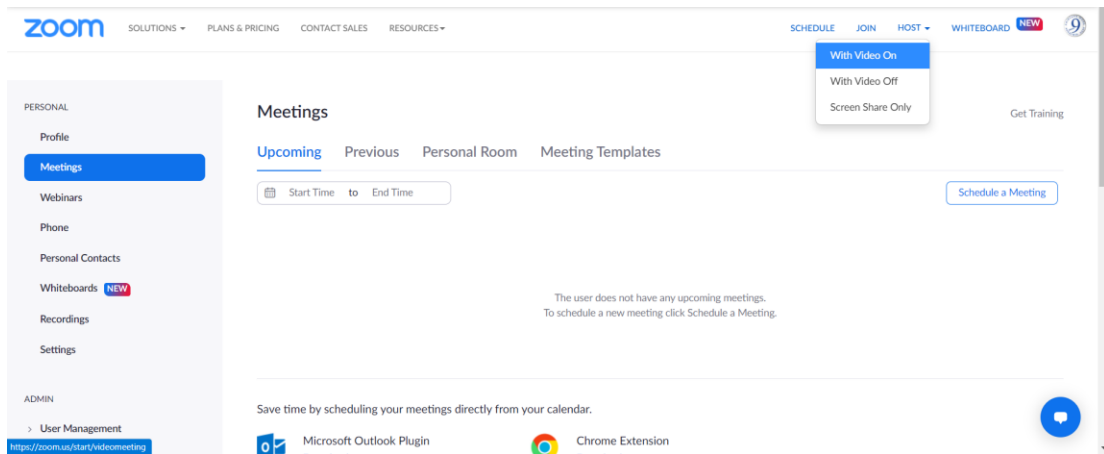 zoom SOLUTIONS PLANS & PRICING CONTACT SALES RESOURCES SCHEDULE JOIN HOST WHITEBOARD NEW 9
With Video On
With Video Off
Screen Share Only
PERSONAL
Profile
Meetings
Webinars
Phone
Personal Contacts
Whiteboards NEW
Recordings
Settings
ADMIN
> User Management
https://zoom.us/start/videomeeting
Meetings
Get Training
Upcoming Previous Personal Room Meeting Templates
Start Time to End Time
Schedule a Meeting
The user does not have any upcoming meetings.
To schedule a new meeting click Schedule a Meeting.
Save time by scheduling your meetings directly from your calendar.
Microsoft Outlook Plugin
Chrome Extension